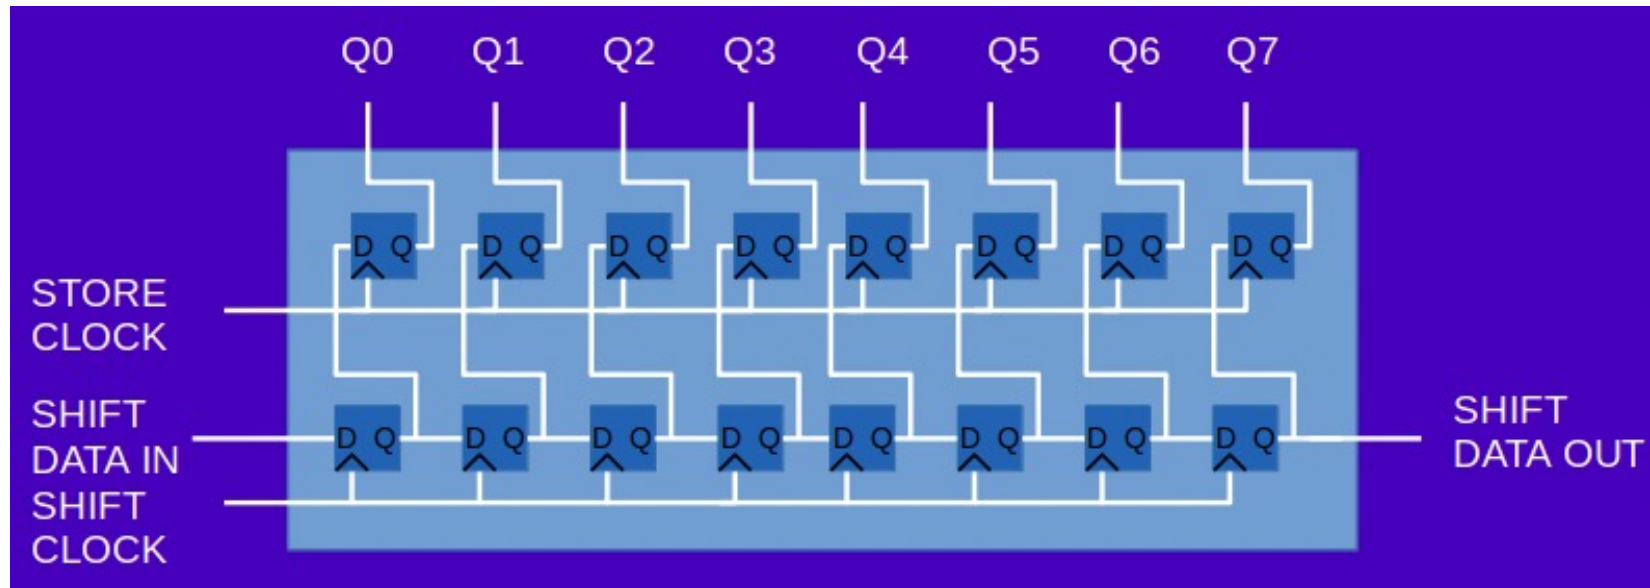 Q0 Q1 Q2 Q3 Q4 Q5 Q6 Q7
D Q D Q D Q D Q D Q D Q D Q D Q
STORE
CLOCK
SHIFT
DATA IN
D Q D Q D Q D Q D Q D Q D Q D Q
SHIFT
DATA OUT
SHIFT
CLOCK